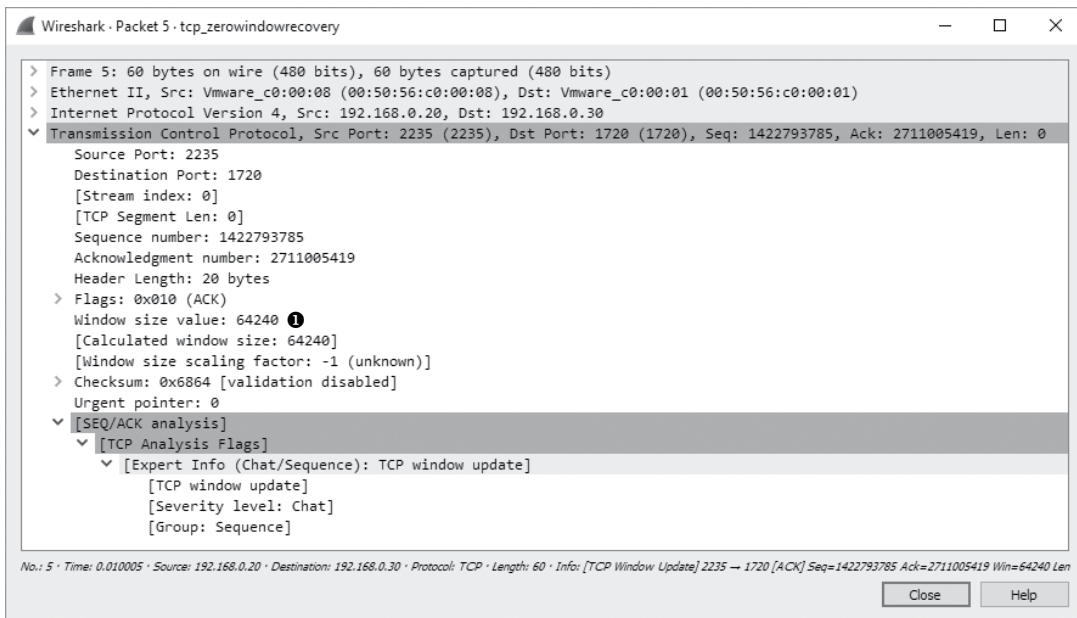 Wireshark · Packet 5 · tcp_zerowindowrecovery
Frame 5: 60 bytes on wire (480 bits), 60 bytes captured (480 bits)
Ethernet II, Src: Vmware_c0:00:08 (00:50:56:c0:00:08), Dst: Vmware_c0:00:01 (00:50:56:c0:00:01)
Internet Protocol Version 4, Src: 192.168.0.20, Dst: 192.168.0.30
Transmission Control Protocol, Src Port: 2235 (2235), Dst Port: 1720 (1720), Seq: 1422793785, Ack: 2711005419, Len: 0
Source Port: 2235
Destination Port: 1720
[Stream index: 0]
[TCP Segment Len: 0]
Sequence number: 1422793785
Acknowledgment number: 2711005419
Header Length: 20 bytes
Flags: 0x010 (ACK)
Window size value: 64240 ❶
[Calculated window size: 64240]
[Window size scaling factor: -1 (unknown)]
Checksum: 0x6864 [validation disabled]
Urgent pointer: 0
[SEQ/ACK analysis]
[TCP Analysis Flags]
[Expert Info (Chat/Sequence): TCP window update]
[TCP window update]
[Severity level: Chat]
[Group: Sequence]
No.: 5 · Time: 0.010005 · Source: 192.168.0.20 · Destination: 192.168.0.30 · Protocol: TCP · Length: 60 · Info: [TCP Window Update] 2235 → 1720 [ACK] Seq=1422793785 Ack=2711005419 Win=64240 Len
Close Help